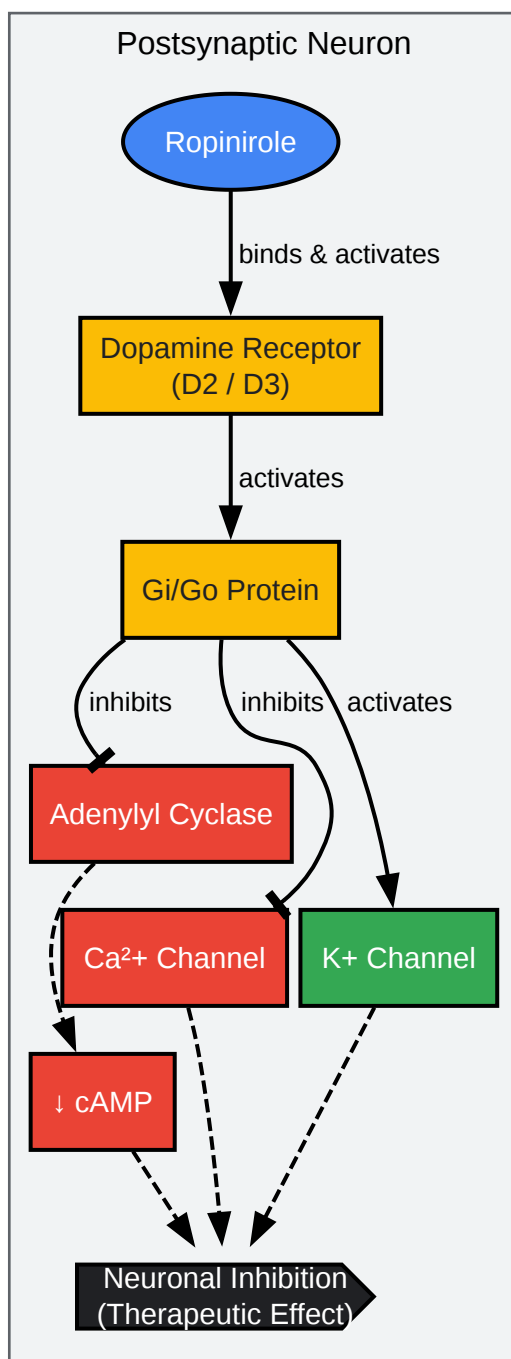 Postsynaptic Neuron
Ropinirole
binds & activates
Dopamine Receptor
(D2 / D3)
activates
Gi/Go Protein
inhibits
inhibits
activates
Adenylyl Cyclase
Ca²+ Channel
K+ Channel
↓ cAMP
Neuronal Inhibition
(Therapeutic Effect)